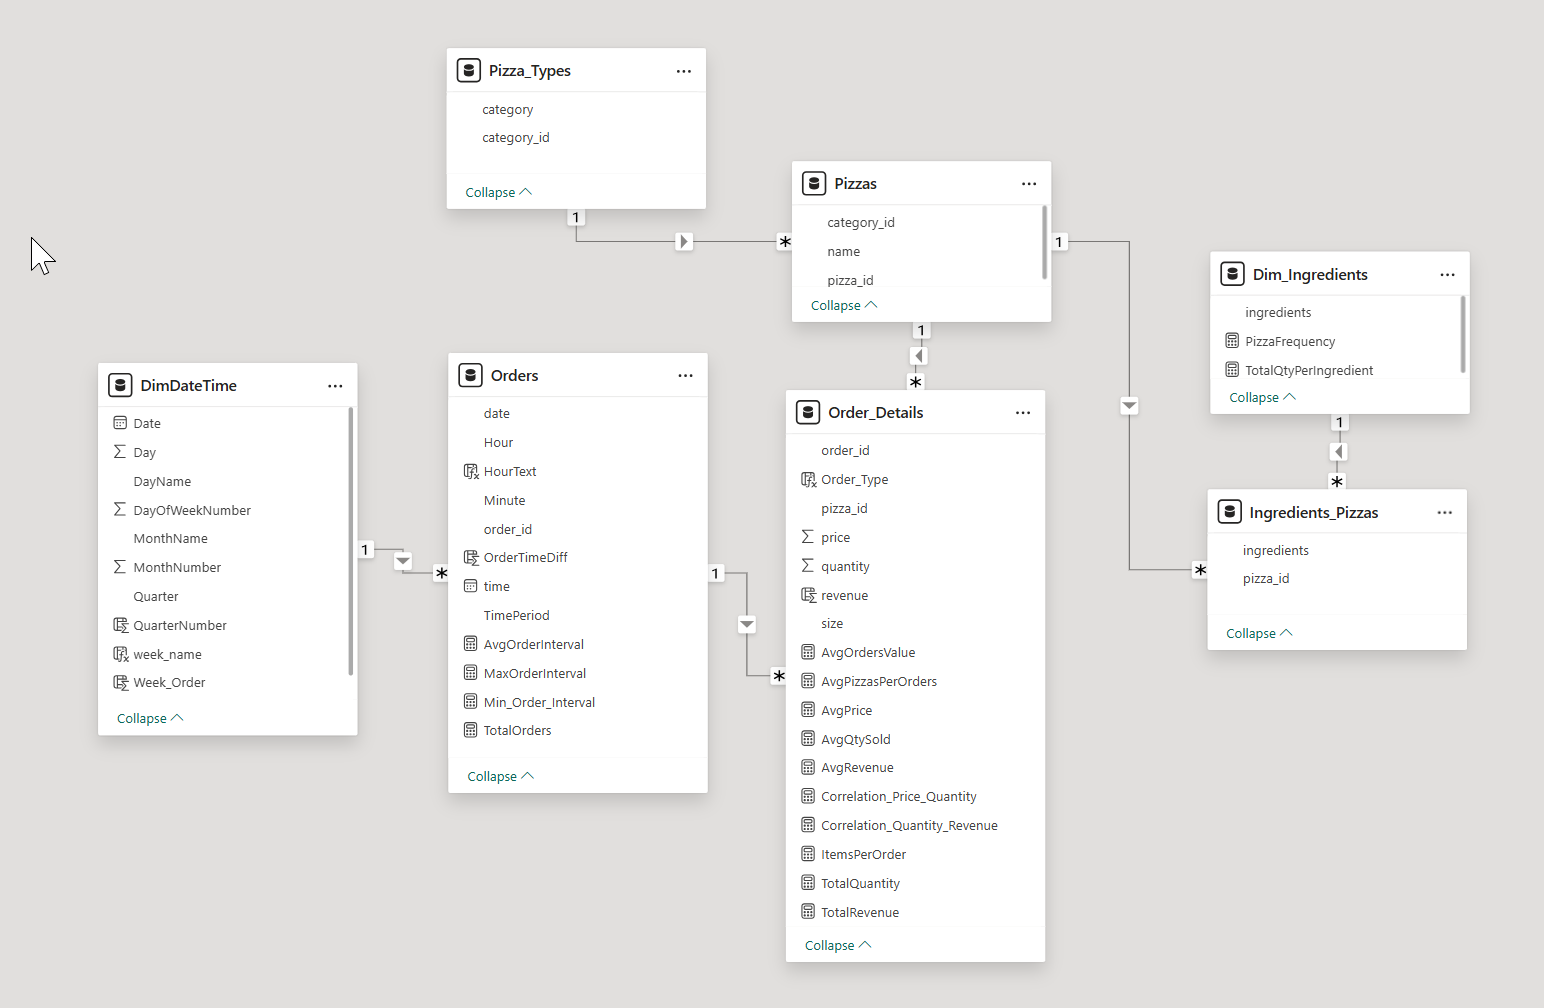 Pizza_Types
category
category_id
Collapse
1
*
Pizzas
category_id
name
pizza_id
Collapse
1
1
*
Dim_Ingredients
ingredients
PizzaFrequency
TotalQtyPerIngredient
Collapse
1
*
DimDateTime
Date
Day
DayName
DayOfWeekNumber
MonthName
MonthNumber
Quarter
QuarterNumber
week_name
Week_Order
Collapse
1
*
Orders
date
Hour
HourText
Minute
order_id
OrderTimeDiff
time
TimePeriod
AvgOrderInterval
MaxOrderInterval
Min_Order_Interval
TotalOrders
Collapse
1
*
Order_Details
order_id
Order_Type
pizza_id
price
quantity
revenue
size
AvgOrdersValue
AvgPizzasPerOrders
AvgPrice
AvgQtySold
AvgRevenue
Correlation_Price_Quantity
Correlation_Quantity_Revenue
ItemsPerOrder
TotalQuantity
TotalRevenue
Collapse
*
Ingredients_Pizzas
ingredients
pizza_id
Collapse